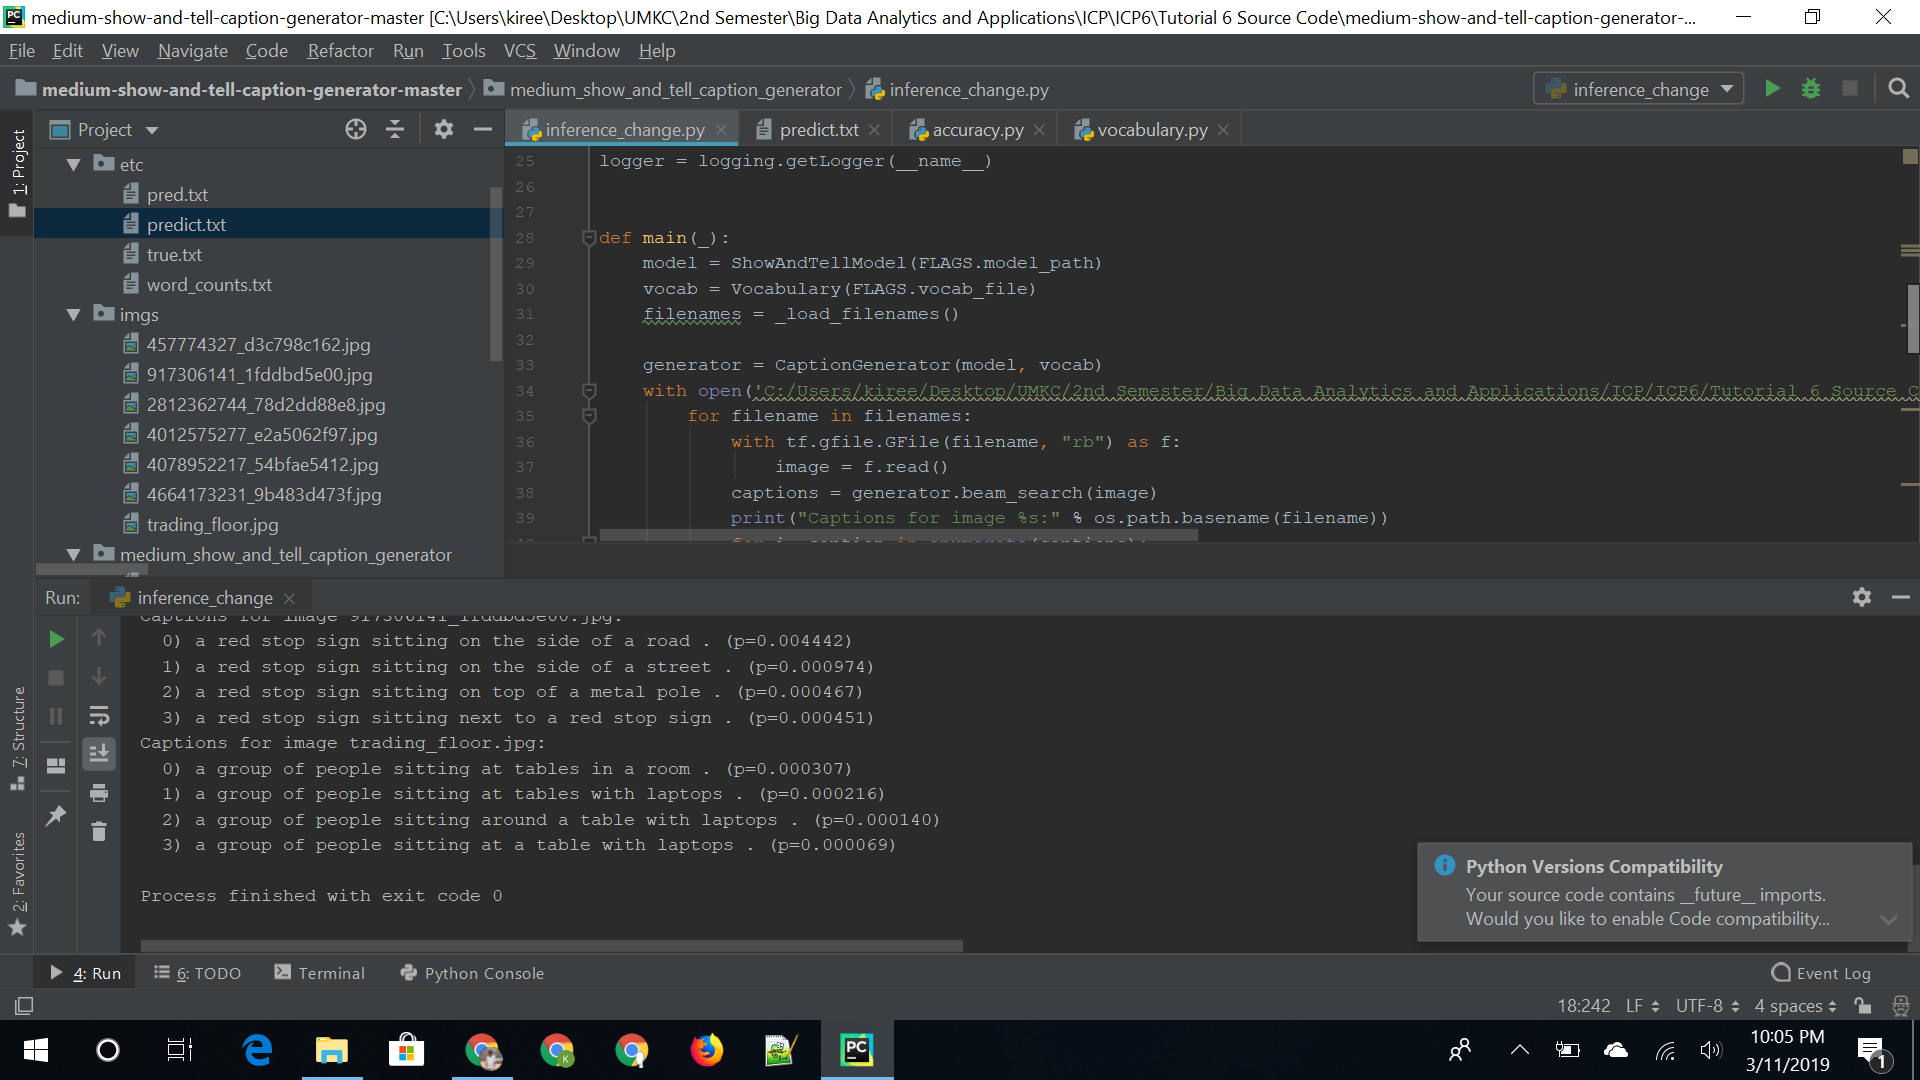 medium-show-and-tell-caption-generator-master [C:\Users\kiree\Desktop\UMKC\2nd Semester\Big Data Analytics and Applications\ICP\ICP6\Tutorial 6 Source Code\medium-show-and-tell-caption-generator-...
File Edit View Navigate Code Refactor Run Tools VCS Window Help
medium-show-and-tell-caption-generator-master medium_show_and_tell_caption_generator inference_change.py inference_change
Project inference_change.py predict.txt accuracy.py vocabulary.py
1: Project
etc
pred.txt
predict.txt
true.txt
word_counts.txt
imgs
457774327_d3c798c162.jpg
917306141_1fddbd5e00.jpg
2812362744_78d2dd88e8.jpg
4012575277_e2a5062f97.jpg
4078952217_54bfae5412.jpg
4664173231_9b483d473f.jpg
trading_floor.jpg
medium_show_and_tell_caption_generator
25 logger = logging.getLogger(__name__)
26
27
28 def main(_):
29 model = ShowAndTellModel(FLAGS.model_path)
30 vocab = Vocabulary(FLAGS.vocab_file)
31 filenames = _load_filenames()
32
33 generator = CaptionGenerator(model, vocab)
34 with open('C:/Users/kiree/Desktop/UMKC/2nd Semester/Big Data Analytics and Applications/ICP/ICP6/Tutorial 6 Source C
35 for filename in filenames:
36 with tf.gfile.GFile(filename, "rb") as f:
37 image = f.read()
38 captions = generator.beam_search(image)
39 print("Captions for image %s:" % os.path.basename(filename))
Run: inference_change
Captions for image 917306141_1fddbd5e00.jpg:
0) a red stop sign sitting on the side of a road . (p=0.004442)
1) a red stop sign sitting on the side of a street . (p=0.000974)
2) a red stop sign sitting on top of a metal pole . (p=0.000467)
3) a red stop sign sitting next to a red stop sign . (p=0.000451)
Captions for image trading_floor.jpg:
0) a group of people sitting at tables in a room . (p=0.000307)
1) a group of people sitting at tables with laptops . (p=0.000216)
2) a group of people sitting around a table with laptops . (p=0.000140)
3) a group of people sitting at a table with laptops . (p=0.000069)
Process finished with exit code 0
7: Structure
2: Favorites
Python Versions Compatibility
Your source code contains __future__ imports.
Would you like to enable Code compatibility...
4: Run 6: TODO Terminal Python Console Event Log
18:242 LF UTF-8 4 spaces
10:05 PM
3/11/2019
1